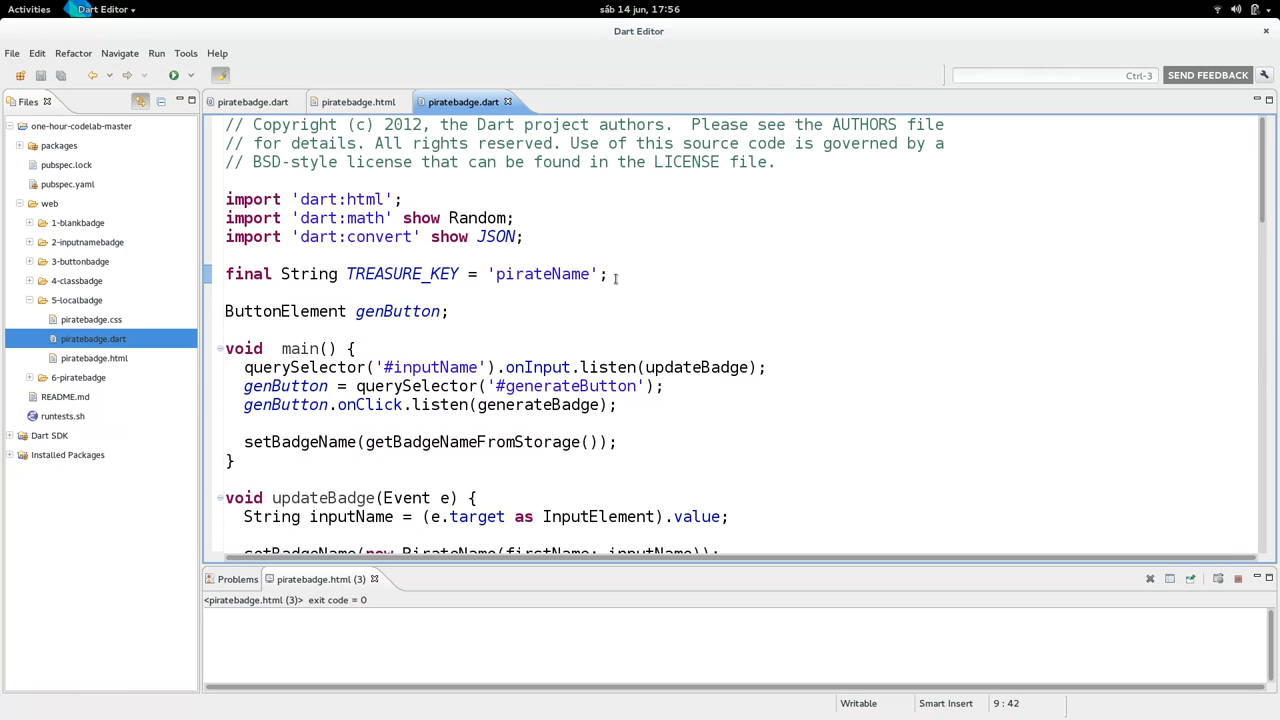 Activities Dart Editor sáb 14 jun, 17:56
Dart Editor
File Edit Refactor Navigate Run Tools Help
Ctrl-3 SEND FEEDBACK
Files piratebadge.dart piratebadge.html piratebadge.dart
one-hour-codelab-master
packages
pubspec.lock
pubspec.yaml
web
1-blankbadge
2-inputnamebadge
3-buttonbadge
4-classbadge
5-localbadge
piratebadge.css
piratebadge.dart
piratebadge.html
6-piratebadge
README.md
runtests.sh
Dart SDK
Installed Packages
// Copyright (c) 2012, the Dart project authors.  Please see the AUTHORS file
// for details. All rights reserved. Use of this source code is governed by a
// BSD-style license that can be found in the LICENSE file.
import 'dart:html';
import 'dart:math' show Random;
import 'dart:convert' show JSON;
final String TREASURE_KEY = 'pirateName';
ButtonElement genButton;
void  main() {
querySelector('#inputName').onInput.listen(updateBadge);
genButton = querySelector('#generateButton');
genButton.onClick.listen(generateBadge);
setBadgeName(getBadgeNameFromStorage());
}
void updateBadge(Event e) {
String inputName = (e.target as InputElement).value;
setBadgeName(new PirateName(firstName: inputName));
Problems piratebadge.html (3)
<piratebadge.html (3)> exit code = 0
Writable Smart Insert 9 : 42